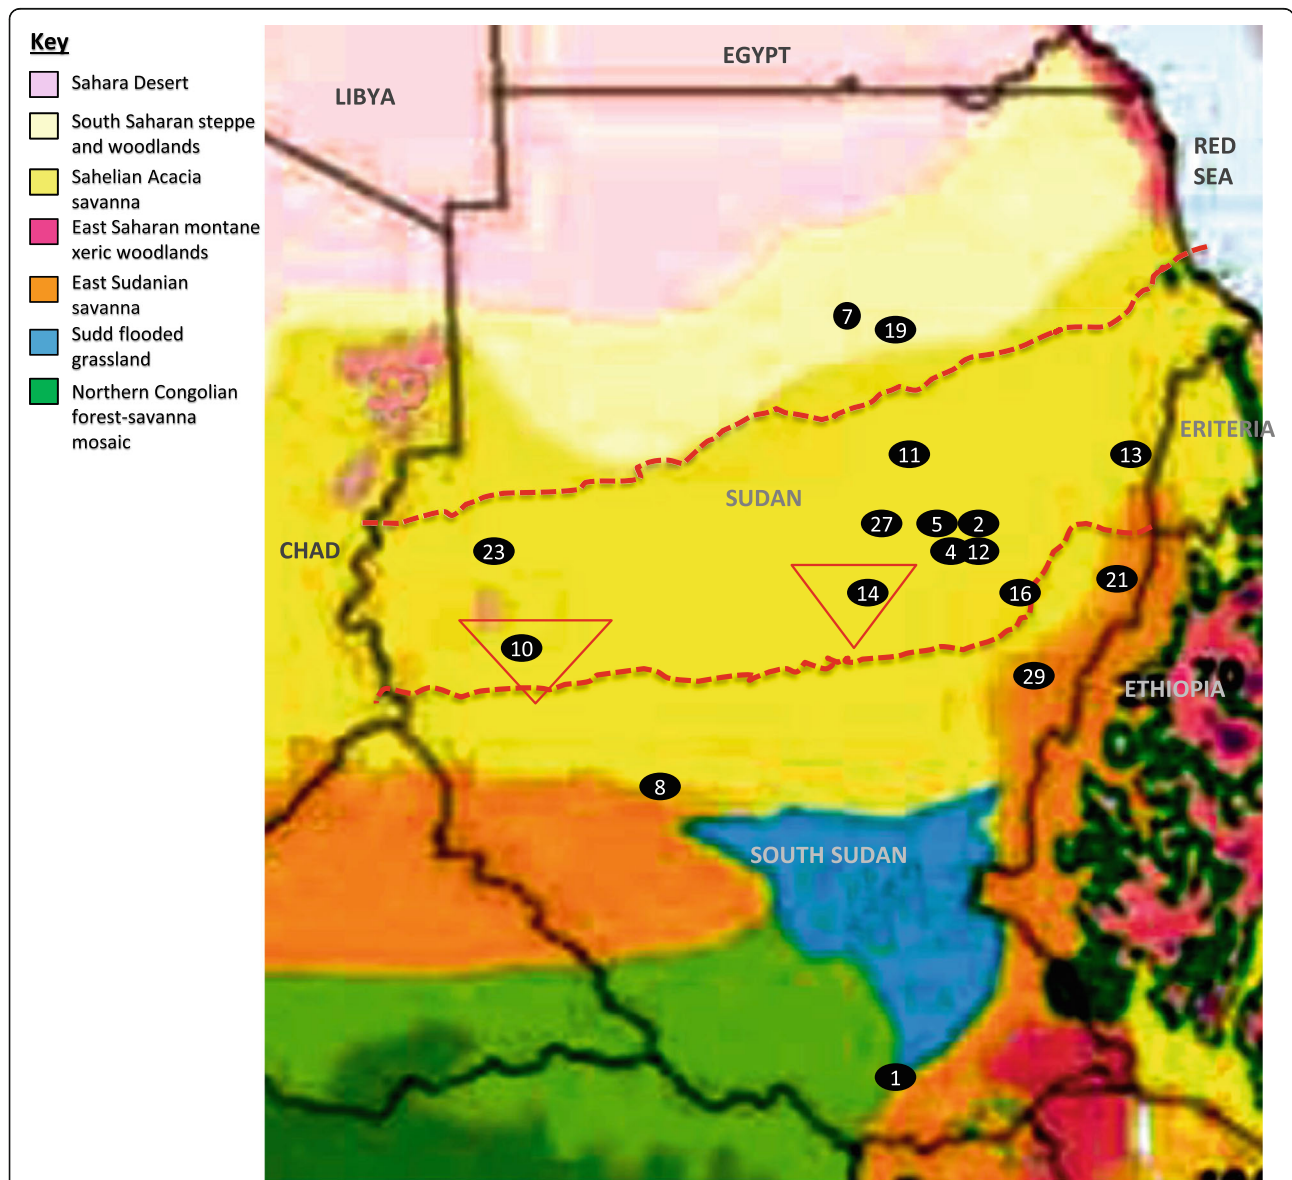 Key
Sahara Desert
South Saharan steppe
and woodlands
Sahelian Acacia
savanna
East Saharan montane
xeric woodlands
East Sudanian
savanna
Sudd flooded
grassland
Northern Congolian
forest-savanna
mosaic
EGYPT
LIBYA
RED
SEA
7
19
ERITERIA
11
13
SUDAN
27
5
2
CHAD
23
4
12
21
14
16
10
29
ETHIOPIA
8
SOUTH SUDAN
1